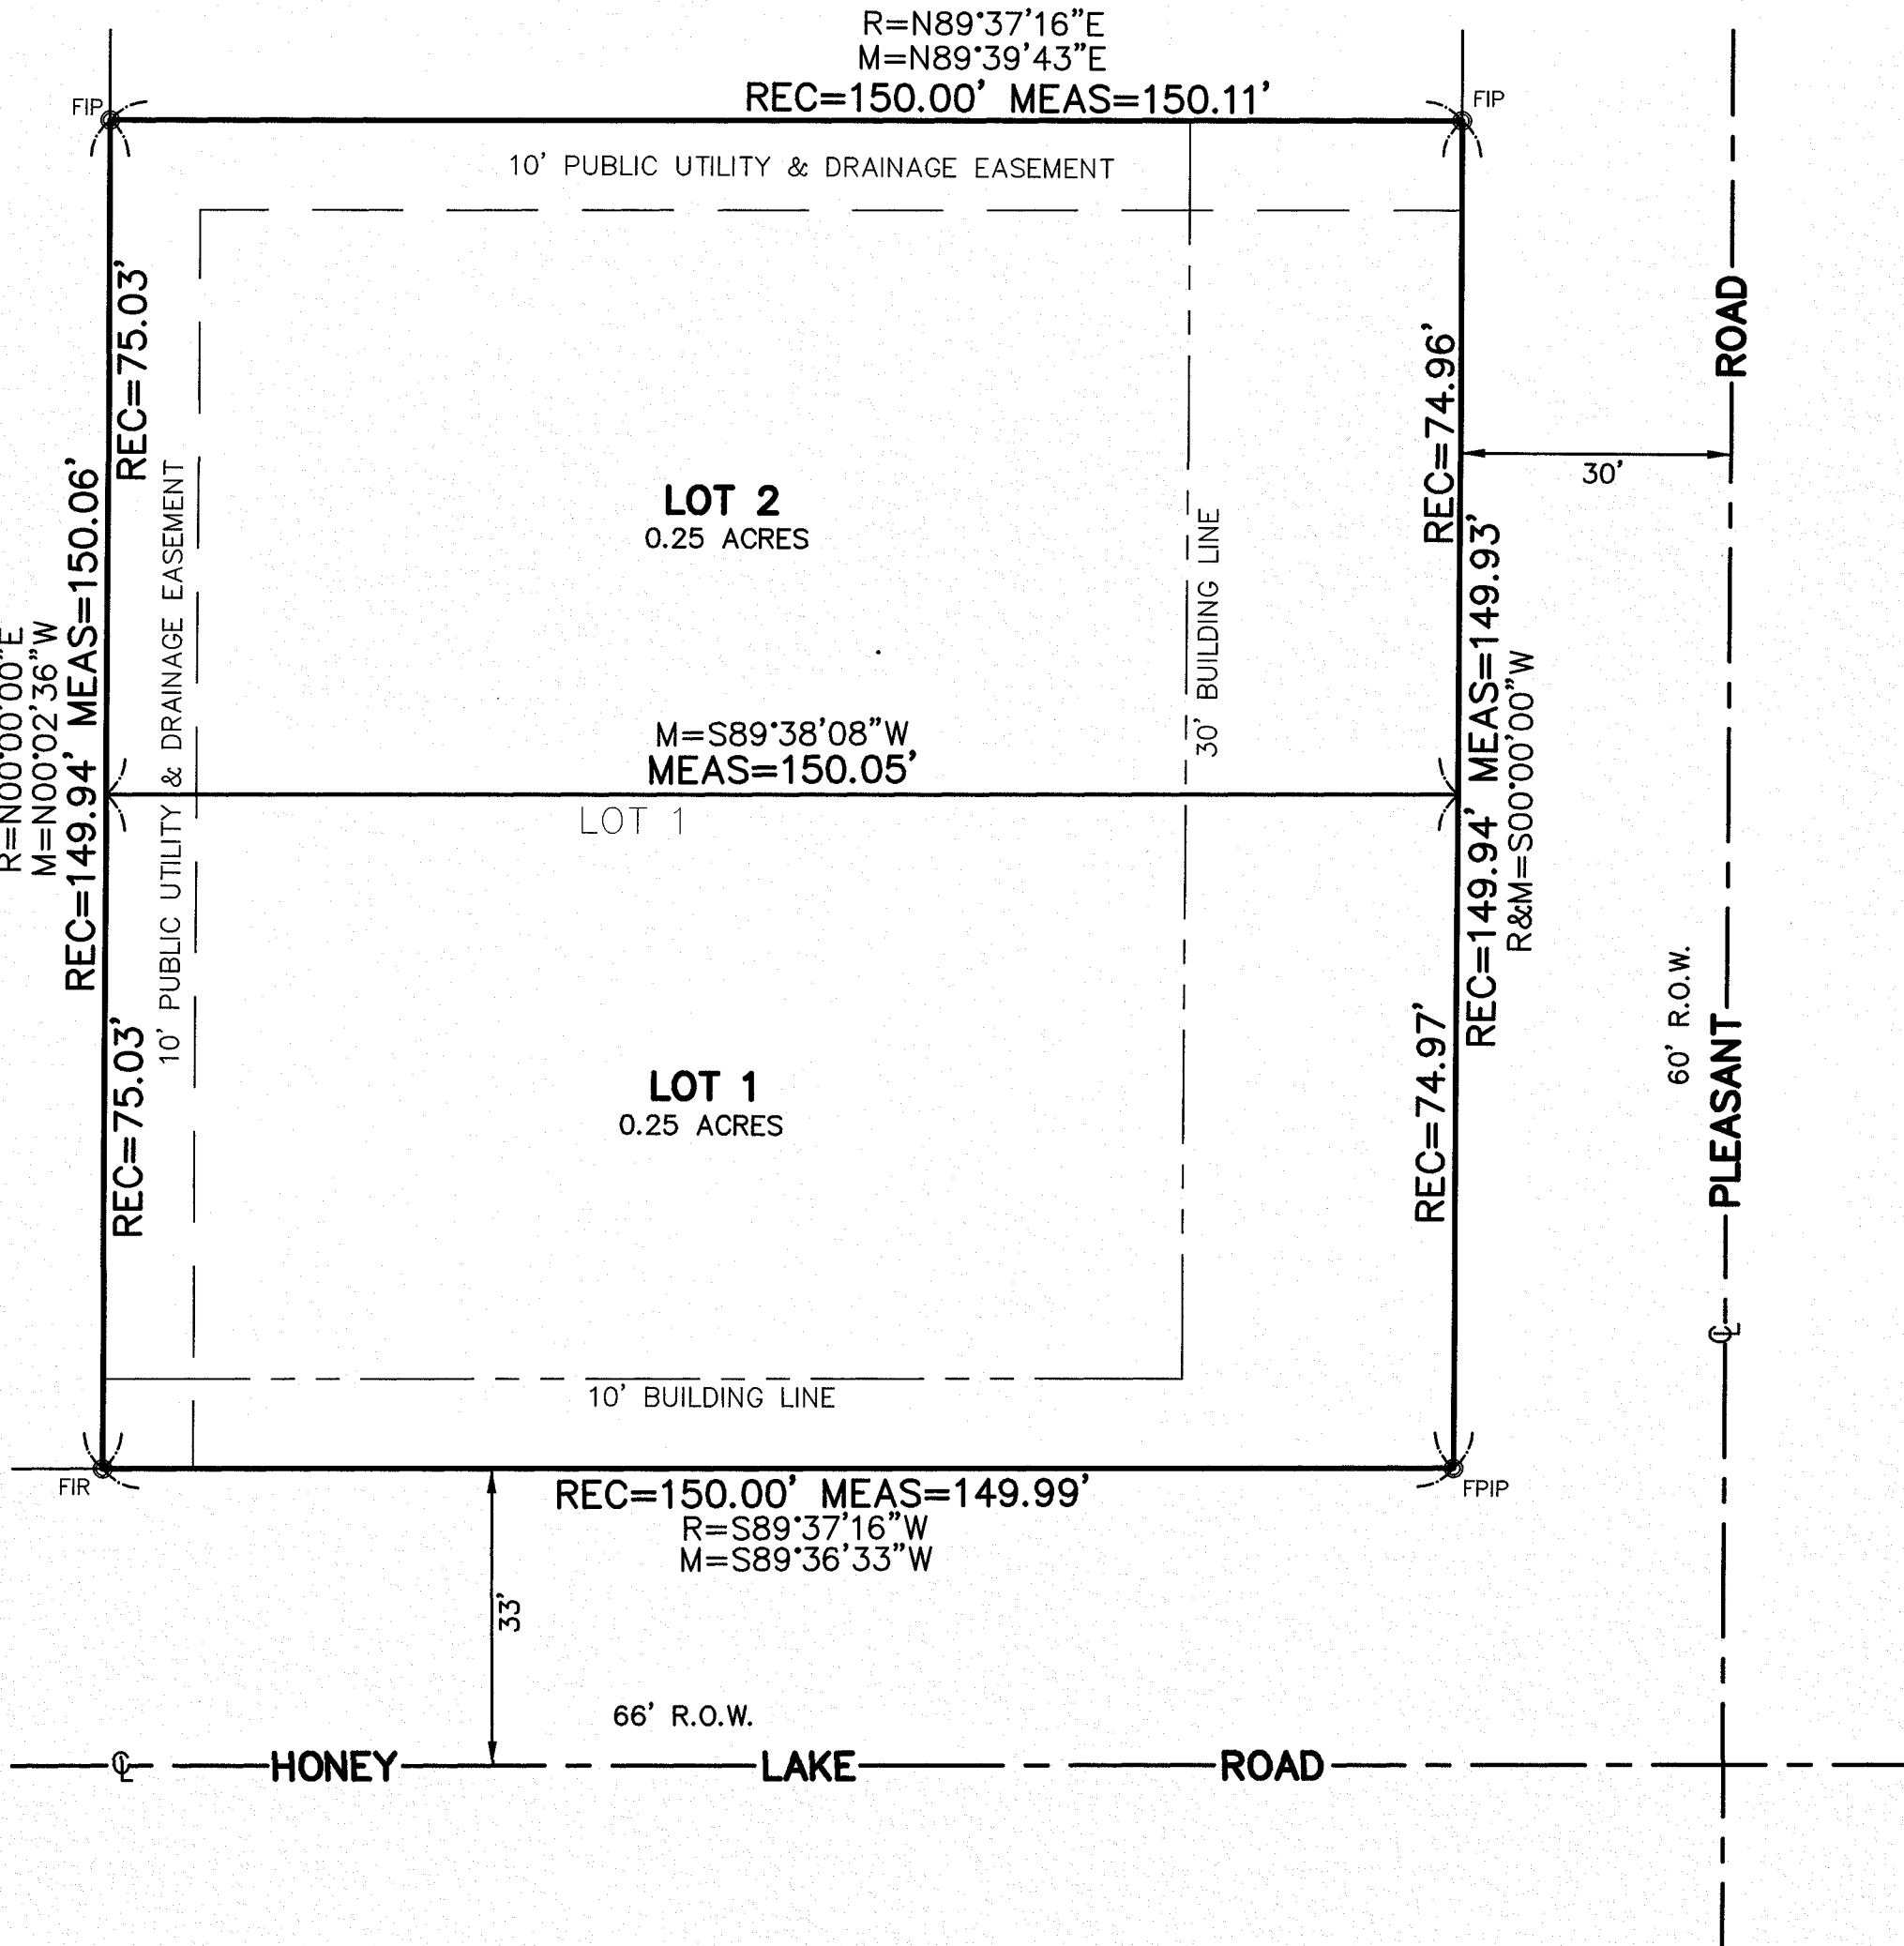 R=N89°37'16"E
M=N89°39'43"E
REC=150.00' MEAS=150.11'
FIP
FIP
10' PUBLIC UTILITY & DRAINAGE EASEMENT
REC=75.03'
REC=74.96'
ROAD
30'
LOT 2
0.25 ACRES
R=N00°00'00"E
M=N00°02'36"W
REC=149.94' MEAS=150.06'
10' PUBLIC UTILITY & DRAINAGE EASEMENT
30' BUILDING LINE
REC=149.94' MEAS=149.93'
R&M=S00°00'00"W
M=S89°38'08"W
MEAS=150.05'
LOT 1
60' R.O.W.
PLEASANT
REC=75.03'
LOT 1
0.25 ACRES
REC=74.97'
℄
10' BUILDING LINE
FIR
FPIP
REC=150.00' MEAS=149.99'
R=S89°37'16"W
M=S89°36'33"W
33'
66' R.O.W.
℄ HONEY LAKE ROAD